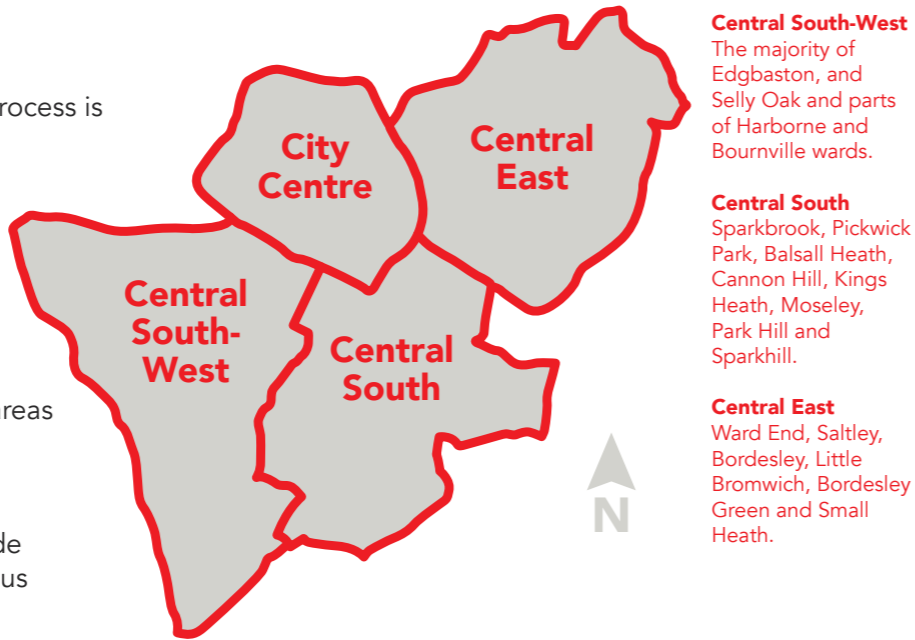 rocess is
areas
de
us
City
Centre
Central
East
Central
South-
West
Central
South
N
Central South-West
The majority of
Edgbaston, and
Selly Oak and parts
of Harborne and
Bournville wards.
Central South
Sparkbrook, Pickwick
Park, Balsall Heath,
Cannon Hill, Kings
Heath, Moseley,
Park Hill and
Sparkhill.
Central East
Ward End, Saltley,
Bordesley, Little
Bromwich, Bordesley
Green and Small
Heath.